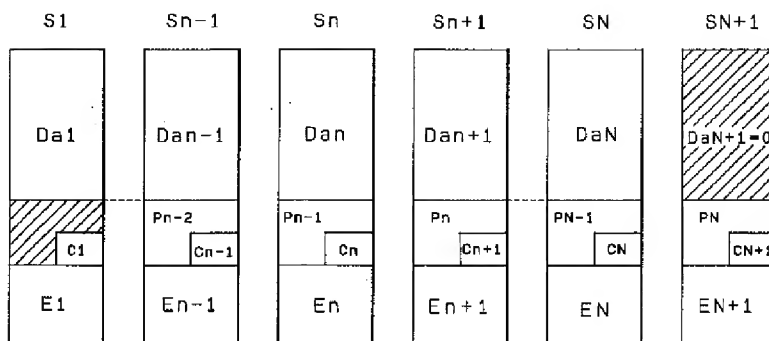 S1 Sn-1 Sn Sn+1 SN SN+1
Da1 Dan-1 Dan Dan+1 DaN DaN+1=0
Pn-2 Pn-1 Pn PN-1 PN
C1 Cn-1 Cn Cn+1 CN CN+1
E1 En-1 En En+1 EN EN+1